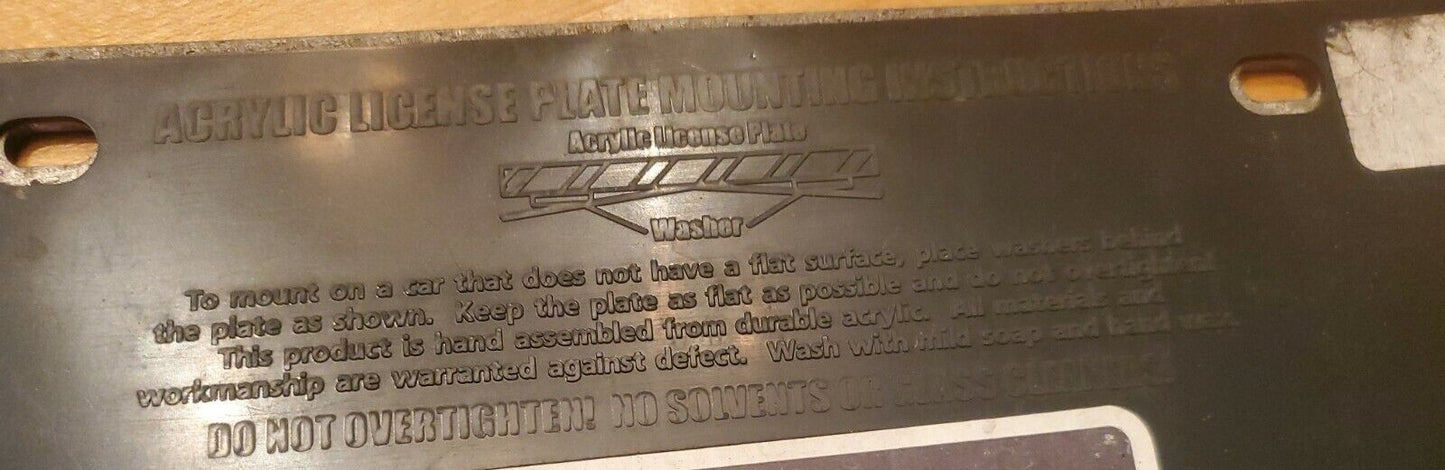 ACRYLIC LICENSE PLATE MOUNTING INSTRUCTIONS
Acrylic License Plate
Washer
To mount on a car that does not have a flat surface, place washers behind
the plate as shown. Keep the plate as flat as possible and do not overtighten.
This product is hand assembled from durable acrylic. All materials and
workmanship are warranted against defect. Wash with mild soap and hand
DO NOT OVERTIGHTEN! NO SOLVENTS OR GLASS CLEANERS